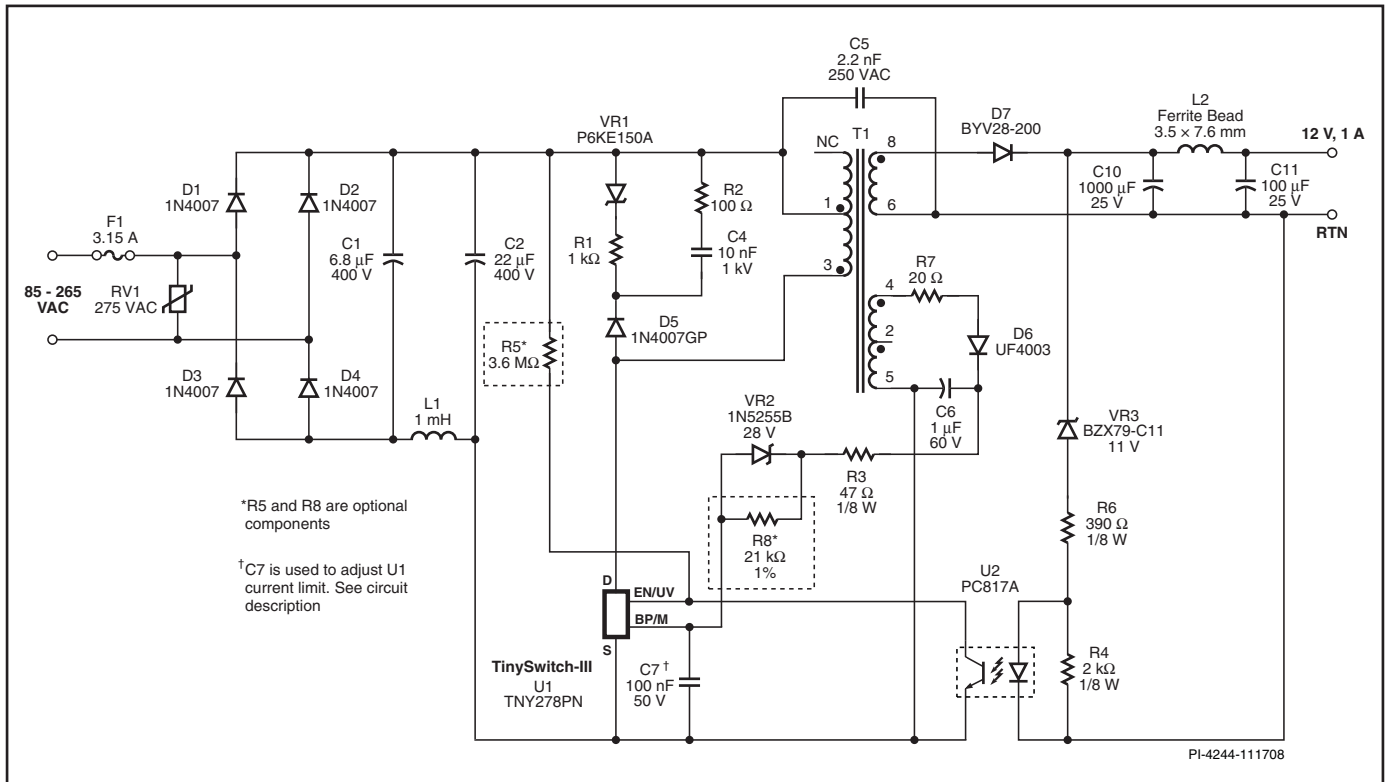 C5
2.2 nF
250 VAC
D7
BYV28-200
L2
Ferrite Bead
3.5 × 7.6 mm
12 V, 1 A
VR1
P6KE150A
NC
T1
8
C10
1000 µF
25 V
C11
100 µF
25 V
D1
1N4007
D2
1N4007
R2
100 Ω
1
6
RTN
F1
3.15 A
C1
6.8 µF
400 V
C2
22 µF
400 V
R1
1 kΩ
C4
10 nF
1 kV
3
R7
20 Ω
4
85 - 265
VAC
RV1
275 VAC
D5
1N4007GP
2
D6
UF4003
R5*
3.6 MΩ
D3
1N4007
D4
1N4007
5
L1
1 mH
VR2
1N5255B
28 V
C6
1 µF
60 V
VR3
BZX79-C11
11 V
R3
47 Ω
1/8 W
*R5 and R8 are optional
components
R8*
21 kΩ
1%
R6
390 Ω
1/8 W
†C7 is used to adjust U1
current limit. See circuit
description
D
EN/UV
BP/M
S
U2
PC817A
TinySwitch-III
U1
TNY278PN
C7 †
100 nF
50 V
R4
2 kΩ
1/8 W
PI-4244-111708